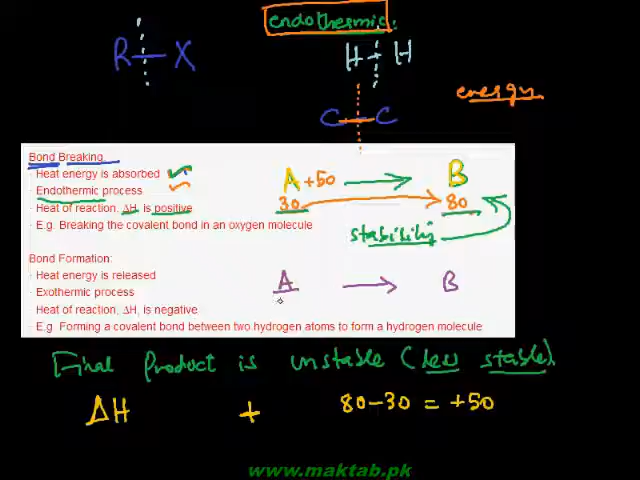 endothermic:
R - X
H - H
C - C
energy
Bond Breaking:
- Heat energy is absorbed
- Endothermic process
- Heat of reaction, ΔH, is positive
- E.g. Breaking the covalent bond in an oxygen molecule
A +50 → B
30 → 80
stability
Bond Formation:
- Heat energy is released
- Exothermic process
- Heat of reaction, ΔH, is negative
- E.g Forming a covalent bond between two hydrogen atoms to form a hydrogen molecule
A → B
Final Product is unstable (less stable)
ΔH + 80-30 = +50
www.maktab.pk